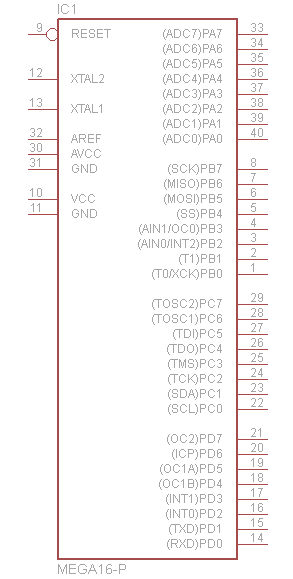 IC1
9 RESET (ADC7)PA7 33
(ADC6)PA6 34
(ADC5)PA5 35
12 XTAL2 (ADC4)PA4 36
(ADC3)PA3 37
13 XTAL1 (ADC2)PA2 38
(ADC1)PA1 39
32 AREF (ADC0)PA0 40
30 AVCC
31 GND (SCK)PB7 8
(MISO)PB6 7
10 VCC (MOSI)PB5 6
11 GND (SS)PB4 5
(AIN1/OC0)PB3 4
(AIN0/INT2)PB2 3
(T1)PB1 2
(T0/XCK)PB0 1
(TOSC2)PC7 29
(TOSC1)PC6 28
(TDI)PC5 27
(TDO)PC4 26
(TMS)PC3 25
(TCK)PC2 24
(SDA)PC1 23
(SCL)PC0 22
(OC2)PD7 21
(ICP)PD6 20
(OC1A)PD5 19
(OC1B)PD4 18
(INT1)PD3 17
(INT0)PD2 16
(TXD)PD1 15
(RXD)PD0 14
MEGA16-P